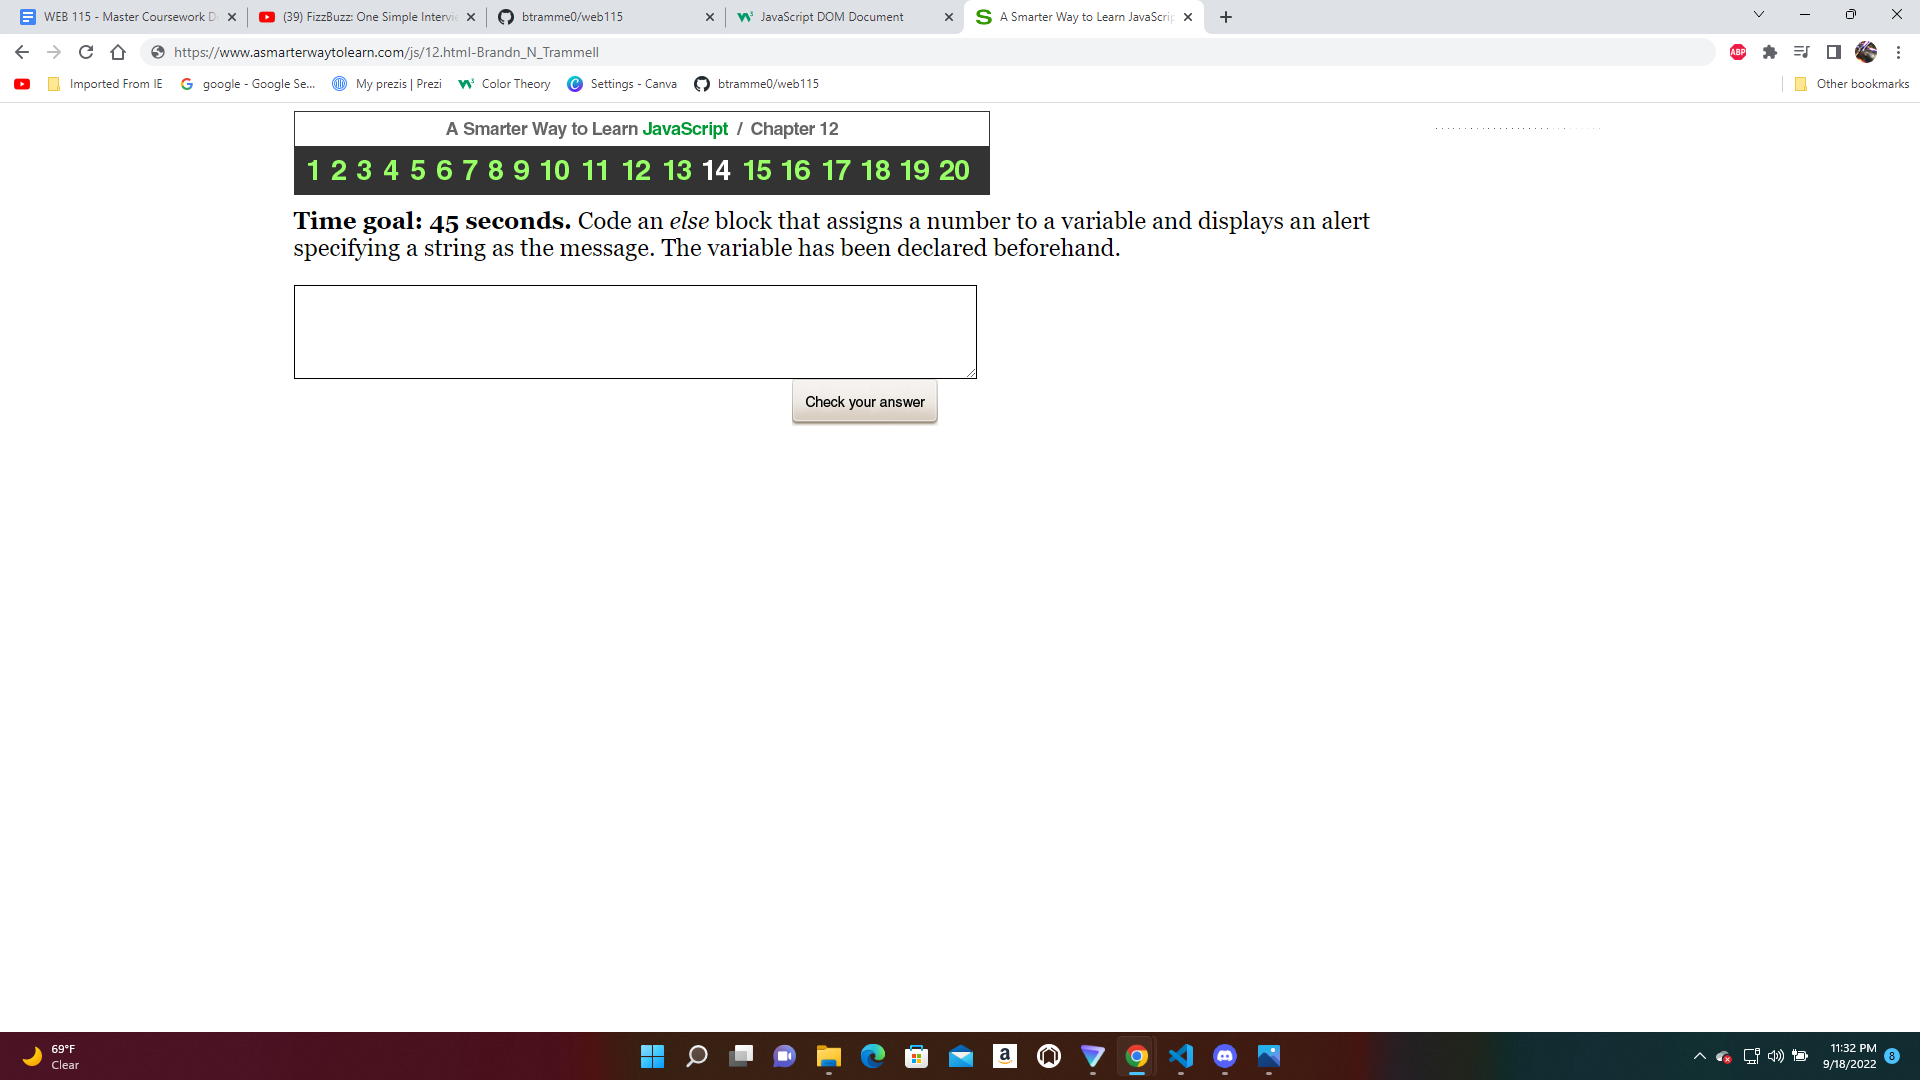 WEB 115 - Master Coursework D
(39) FizzBuzz: One Simple Intervie
btramme0/web115
JavaScript DOM Document
A Smarter Way to Learn JavaScrip
https://www.asmarterwaytolearn.com/js/12.html-Brandn_N_Trammell
ABP
Imported From IE
google - Google Se...
My prezis | Prezi
Color Theory
Settings - Canva
btramme0/web115
Other bookmarks
A Smarter Way to Learn JavaScript / Chapter 12
1 2 3 4 5 6 7 8 9 10 11 12 13 14 15 16 17 18 19 20
Time goal: 45 seconds. Code an else block that assigns a number to a variable and displays an alert
specifying a string as the message. The variable has been declared beforehand.
Check your answer
69°F
Clear
11:32 PM
9/18/2022
8